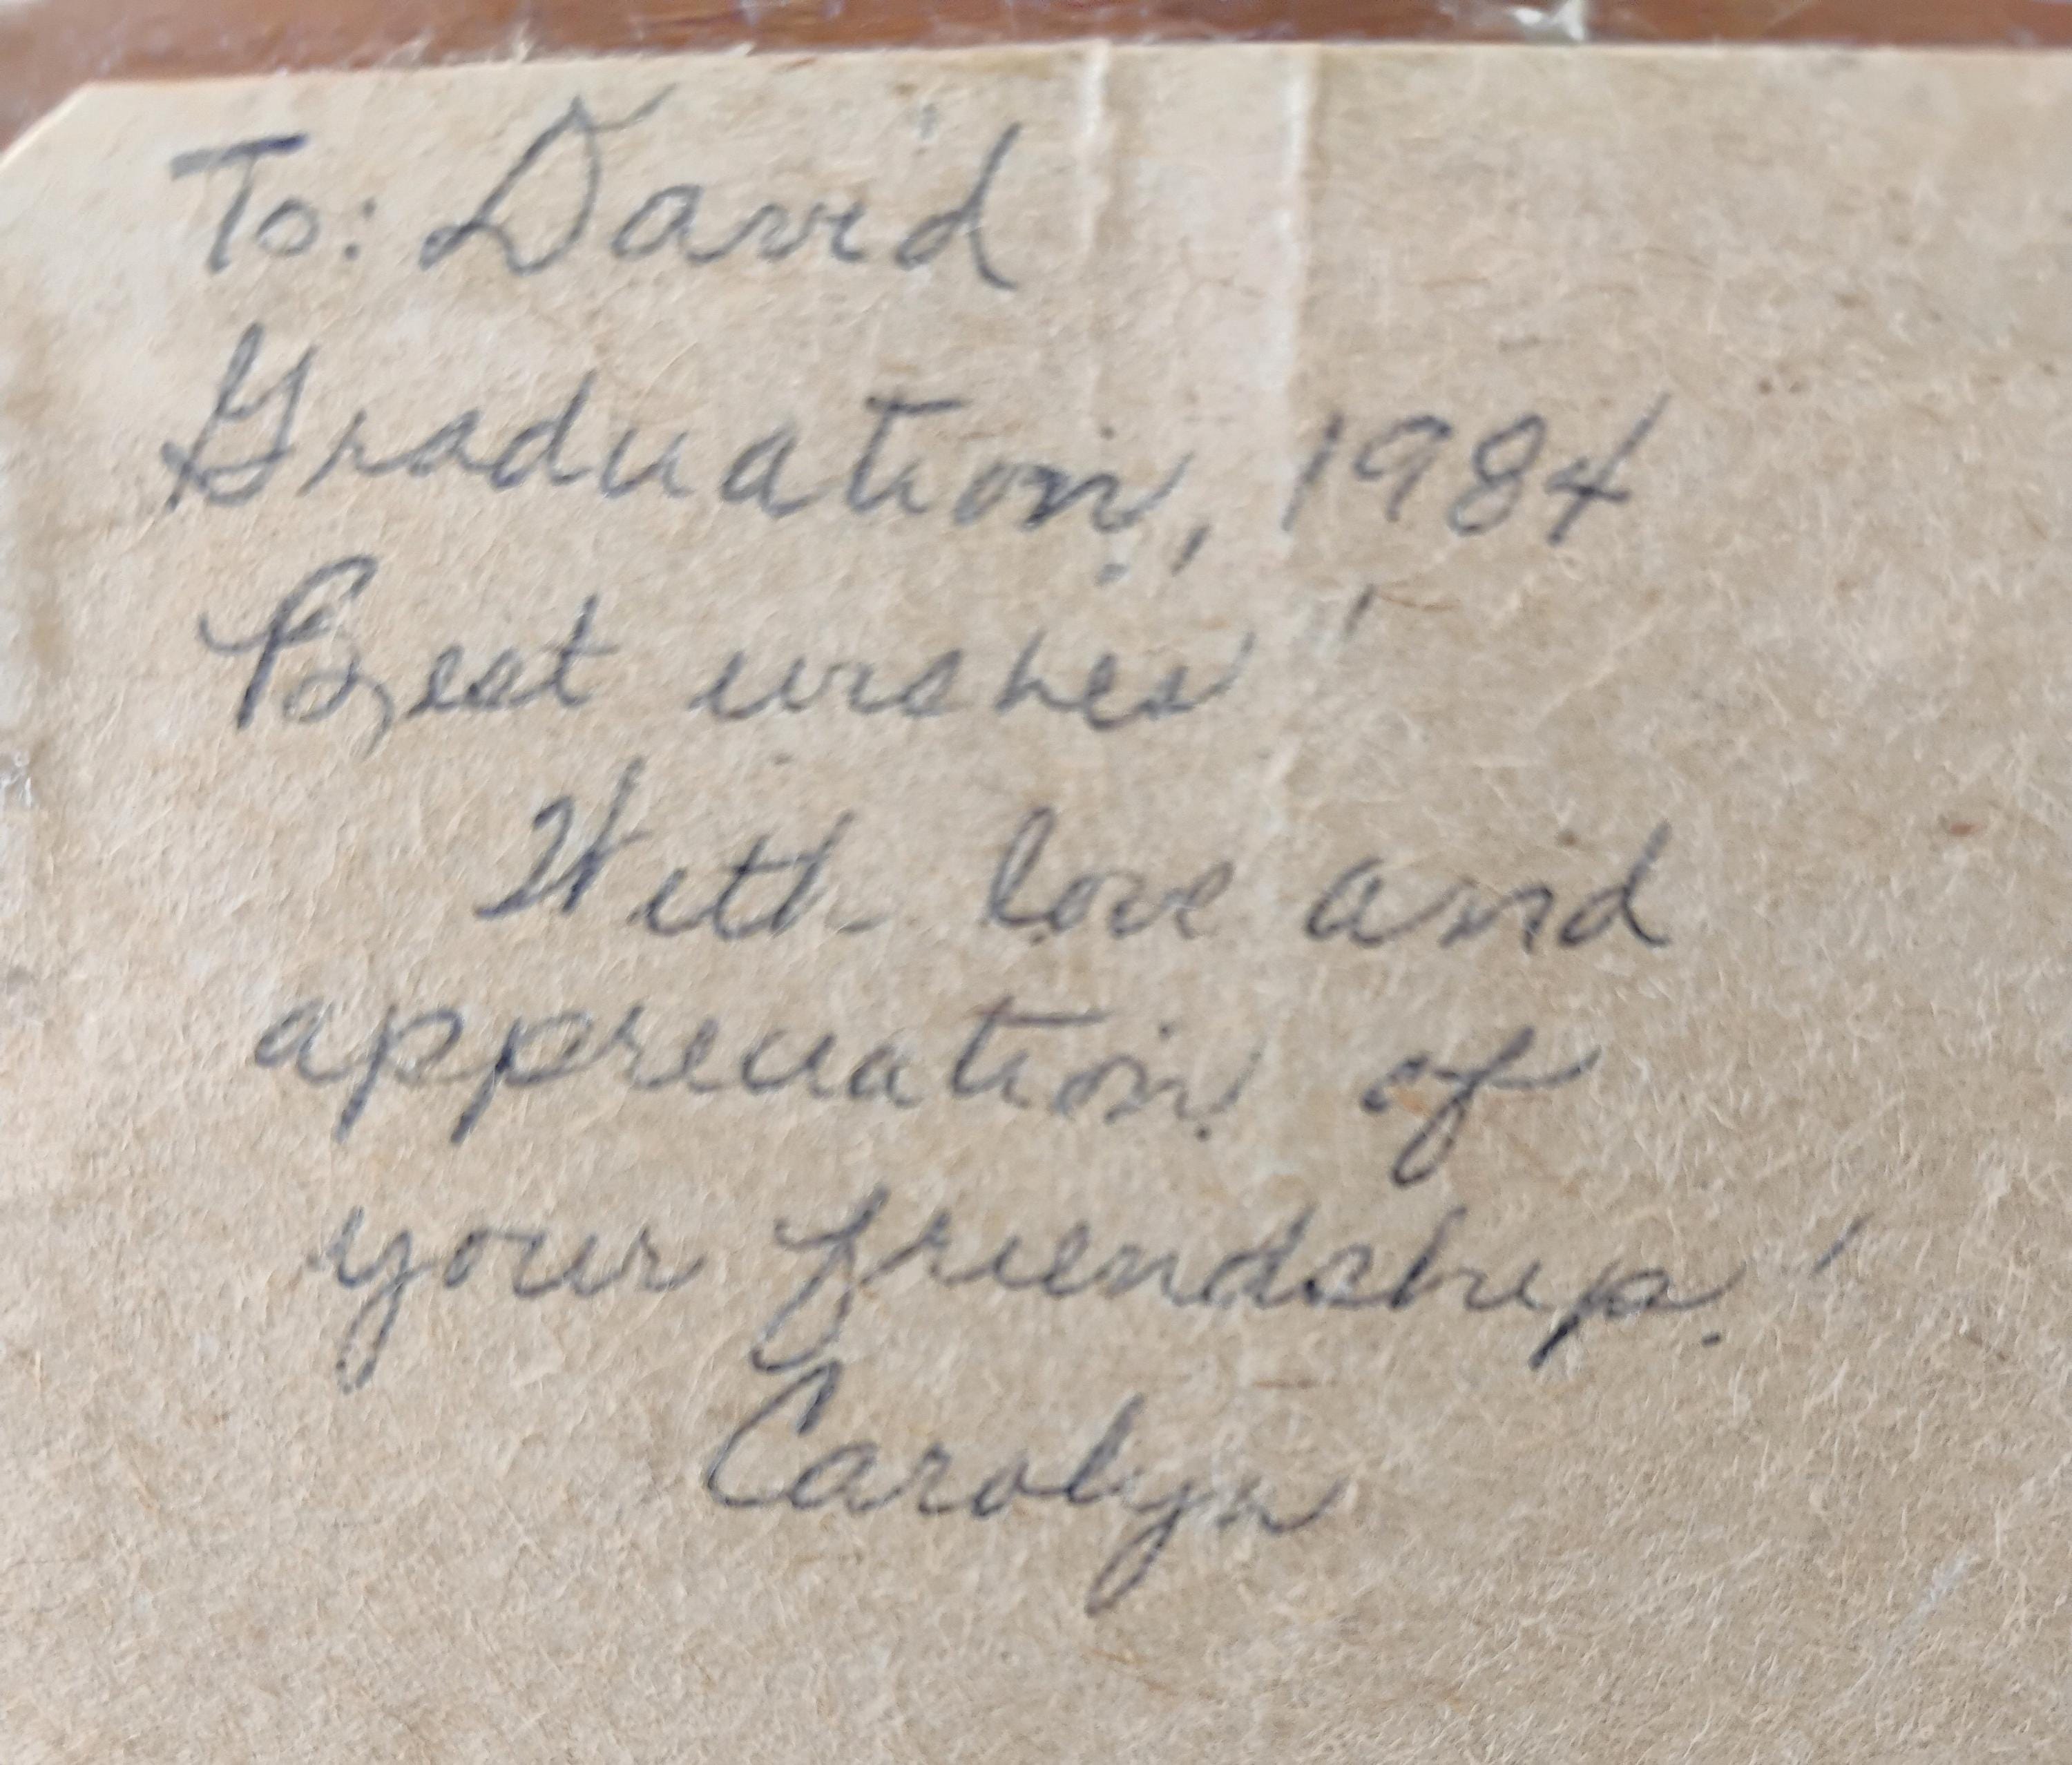 To: David
Graduation, 1984
Best wishes!
With love and
appreciation of
your friendship!
Carolyn